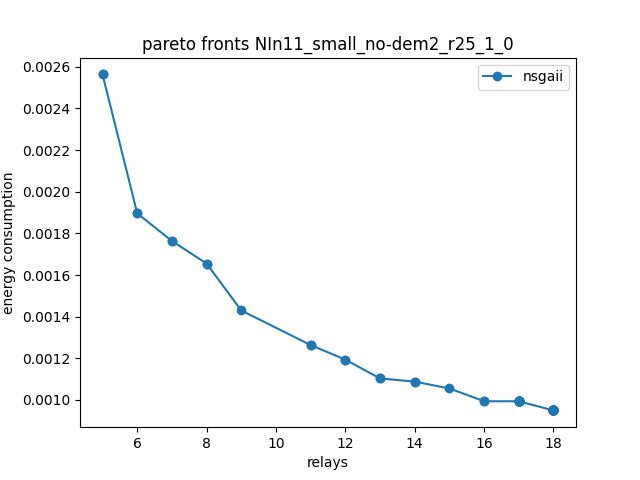 pareto fronts NIn11_small_no-dem2_r25_1_0
nsgaii
energy consumption
0.0026
0.0024
0.0022
0.0020
0.0018
0.0016
0.0014
0.0012
0.0010
6 8 10 12 14 16 18
relays